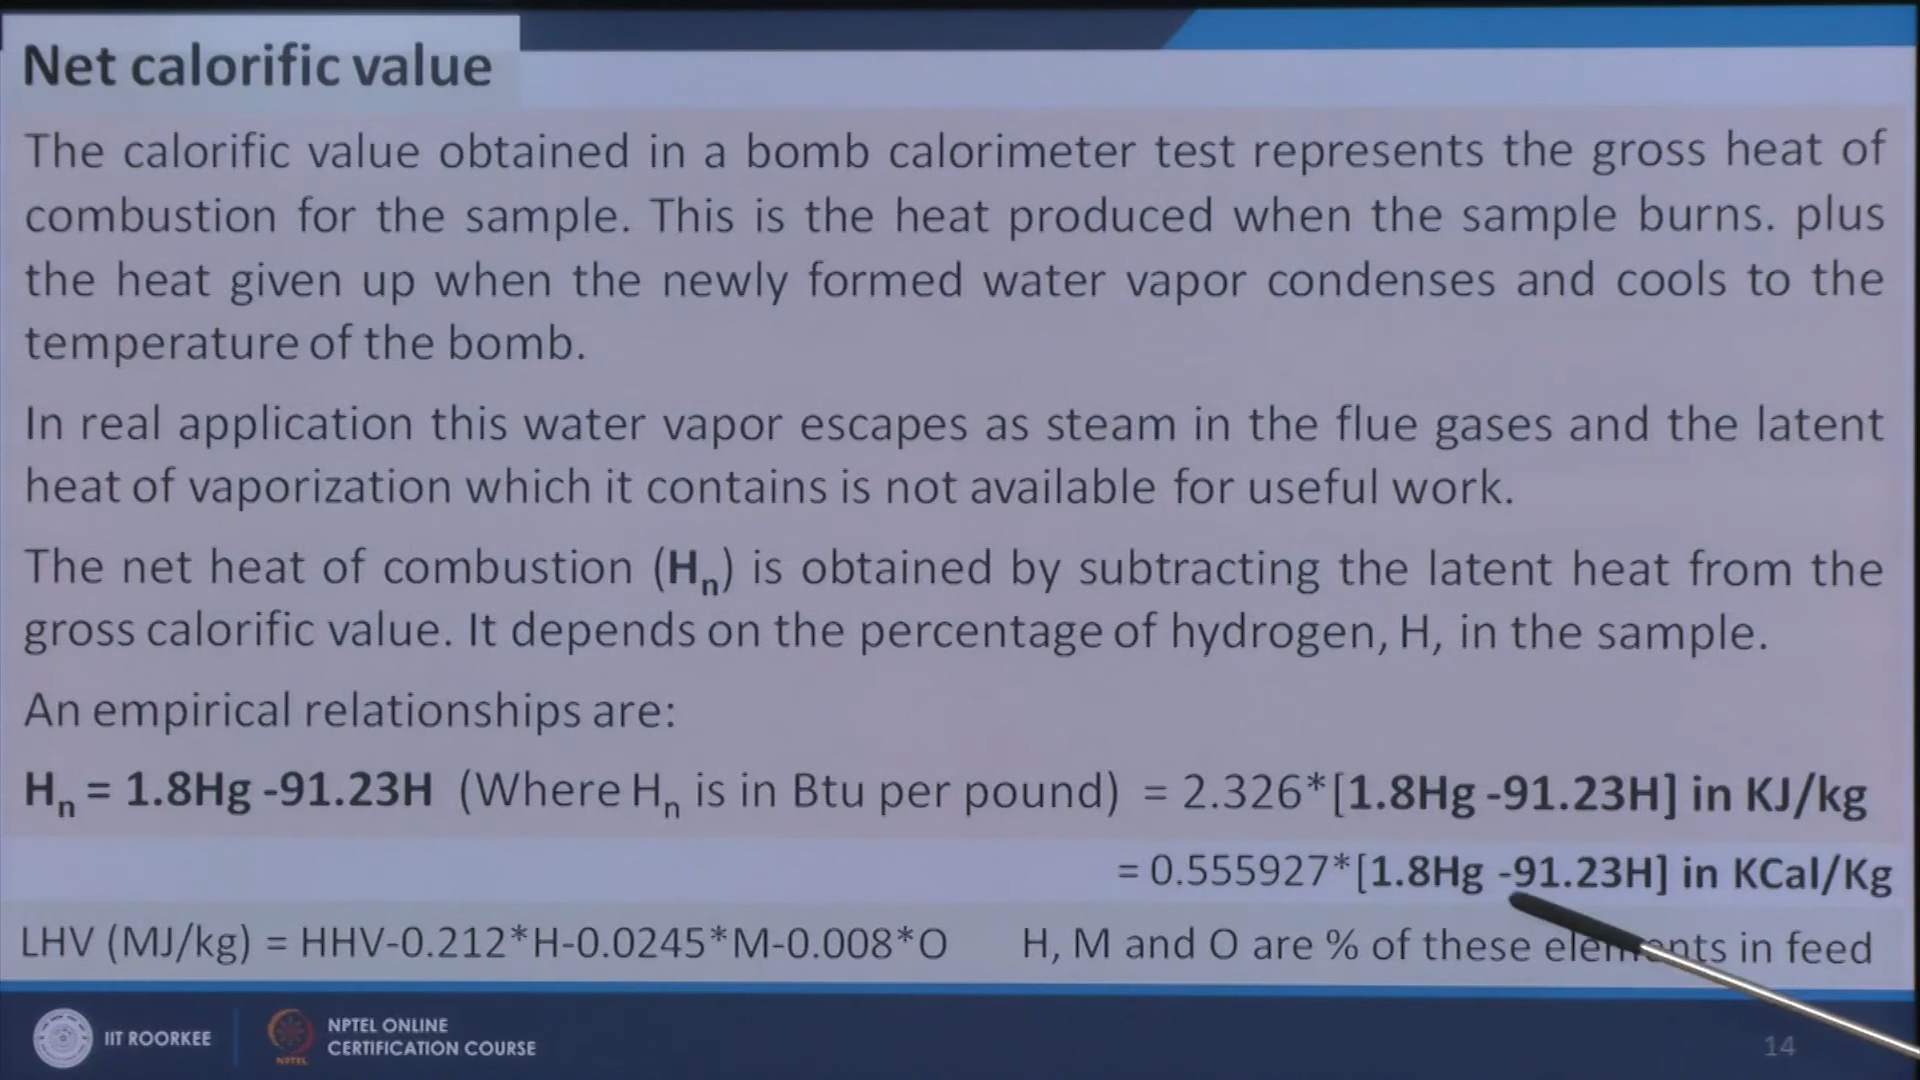 Net calorific value
The calorific value obtained in a bomb calorimeter test represents the gross heat of
combustion for the sample. This is the heat produced when the sample burns. plus
the heat given up when the newly formed water vapor condenses and cools to the
temperature of the bomb.
In real application this water vapor escapes as steam in the flue gases and the latent
heat of vaporization which it contains is not available for useful work.
The net heat of combustion (Hn) is obtained by subtracting the latent heat from the
gross calorific value. It depends on the percentage of hydrogen, H, in the sample.
An empirical relationships are:
Hn = 1.8Hg -91.23H (Where Hn is in Btu per pound) = 2.326*[1.8Hg -91.23H] in KJ/kg
= 0.555927*[1.8Hg -91.23H] in KCal/Kg
LHV (MJ/kg) = HHV-0.212*H-0.0245*M-0.008*O H, M and O are % of these elements in feed
IIT ROORKEE
NPTEL
NPTEL ONLINE
CERTIFICATION COURSE
14